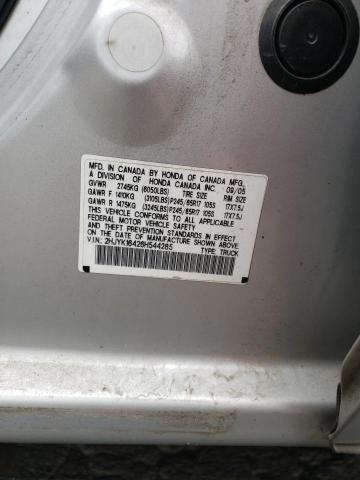 MFD. IN CANADA BY HONDA OF CANADA MFG.,
A DIVISION OF HONDA CANADA INC. 09/05
GVWR 2745KG (6050LBS) TIRE SIZE RIM SIZE
GAWR F 1410KG (3105LBS)P245/65R17 105S 17X7.5J
GAWR R 1475KG (3245LBS)P245/65R17 105S 17X7.5J
THIS VEHICLE CONFORMS TO ALL APPLICABLE
FEDERAL MOTOR VEHICLE SAFETY
AND THEFT PREVENTION STANDARDS IN EFFECT
ON THE DATE OF MANUFACTURE SHOWN ABOVE.
V.I.N.: 2HJYK16426H544285 TYPE: TRUCK